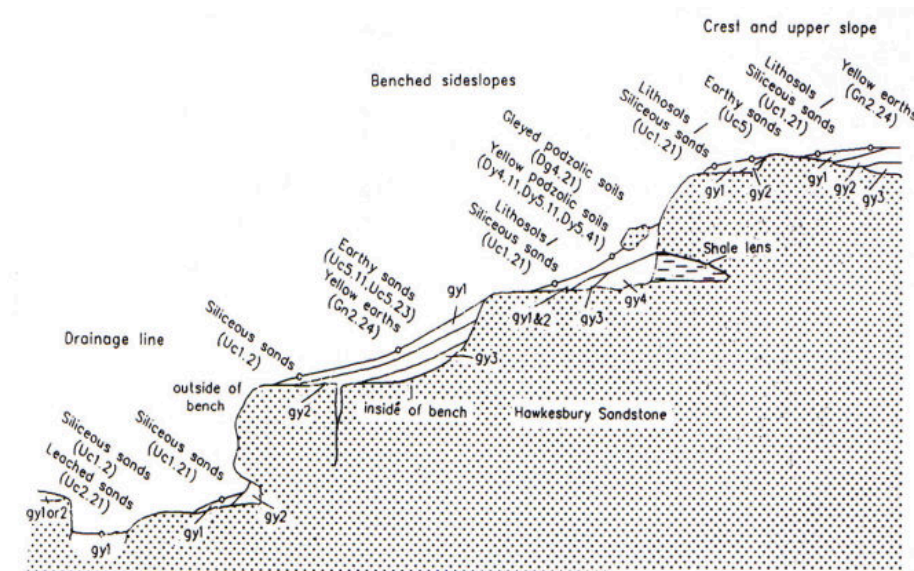 Crest and upper slope
Benched sideslopes
Yellow earths
(Gn2.24)
Lithosols /
Siliceous sands
(Uc1.21)
Earthy sands
(Uc5)
Lithosols /
Siliceous sands
(Uc1.21)
Gleyed podzolic soils
(Dg4.21)
Yellow podzolic soils
(Dy4.11,Dy5.11,Dy5.41)
Lithosols/
Siliceous sands
(Uc1.21)
gy1
gy2
gy1
gy2
gy3
Shale lens
Earthy sands
(Uc5.11,Uc5.23)
Yellow earths
(Gn2.24)
gy1
gy1&2
gy3
gy4
Drainage line
Siliceous sands
(Uc1.2)
outside of
bench
gy2
gy3
inside of bench
Hawkesbury Sandstone
Siliceous sands
(Uc1.2)
Leached sands
(Uc2.21)
Siliceous sands
(Uc1.21)
gy1or2
gy1
gy1
gy2